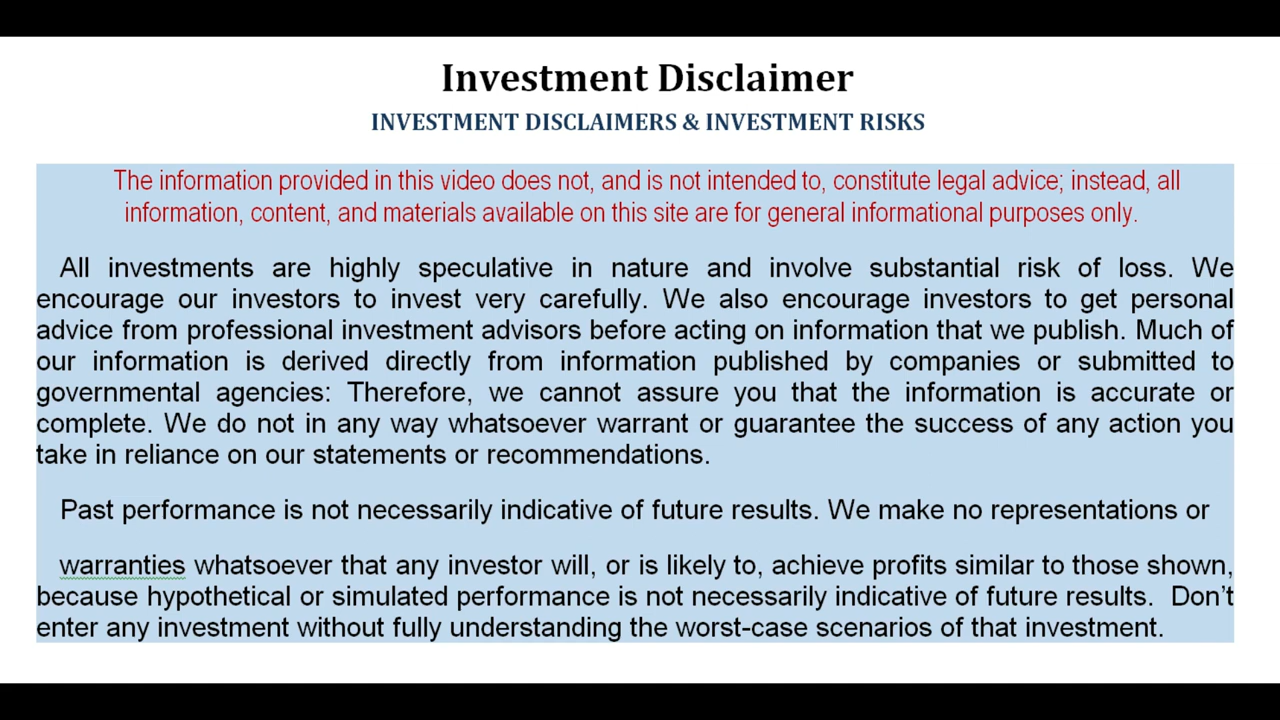 Investment Disclaimer
INVESTMENT DISCLAIMERS & INVESTMENT RISKS
The information provided in this video does not, and is not intended to, constitute legal advice; instead, all
information, content, and materials available on this site are for general informational purposes only.
All investments are highly speculative in nature and involve substantial risk of loss. We
encourage our investors to invest very carefully. We also encourage investors to get personal
advice from professional investment advisors before acting on information that we publish. Much of
our information is derived directly from information published by companies or submitted to
governmental agencies: Therefore, we cannot assure you that the information is accurate or
complete. We do not in any way whatsoever warrant or guarantee the success of any action you
take in reliance on our statements or recommendations.
Past performance is not necessarily indicative of future results. We make no representations or
warranties whatsoever that any investor will, or is likely to, achieve profits similar to those shown,
because hypothetical or simulated performance is not necessarily indicative of future results. Don’t
enter any investment without fully understanding the worst-case scenarios of that investment.